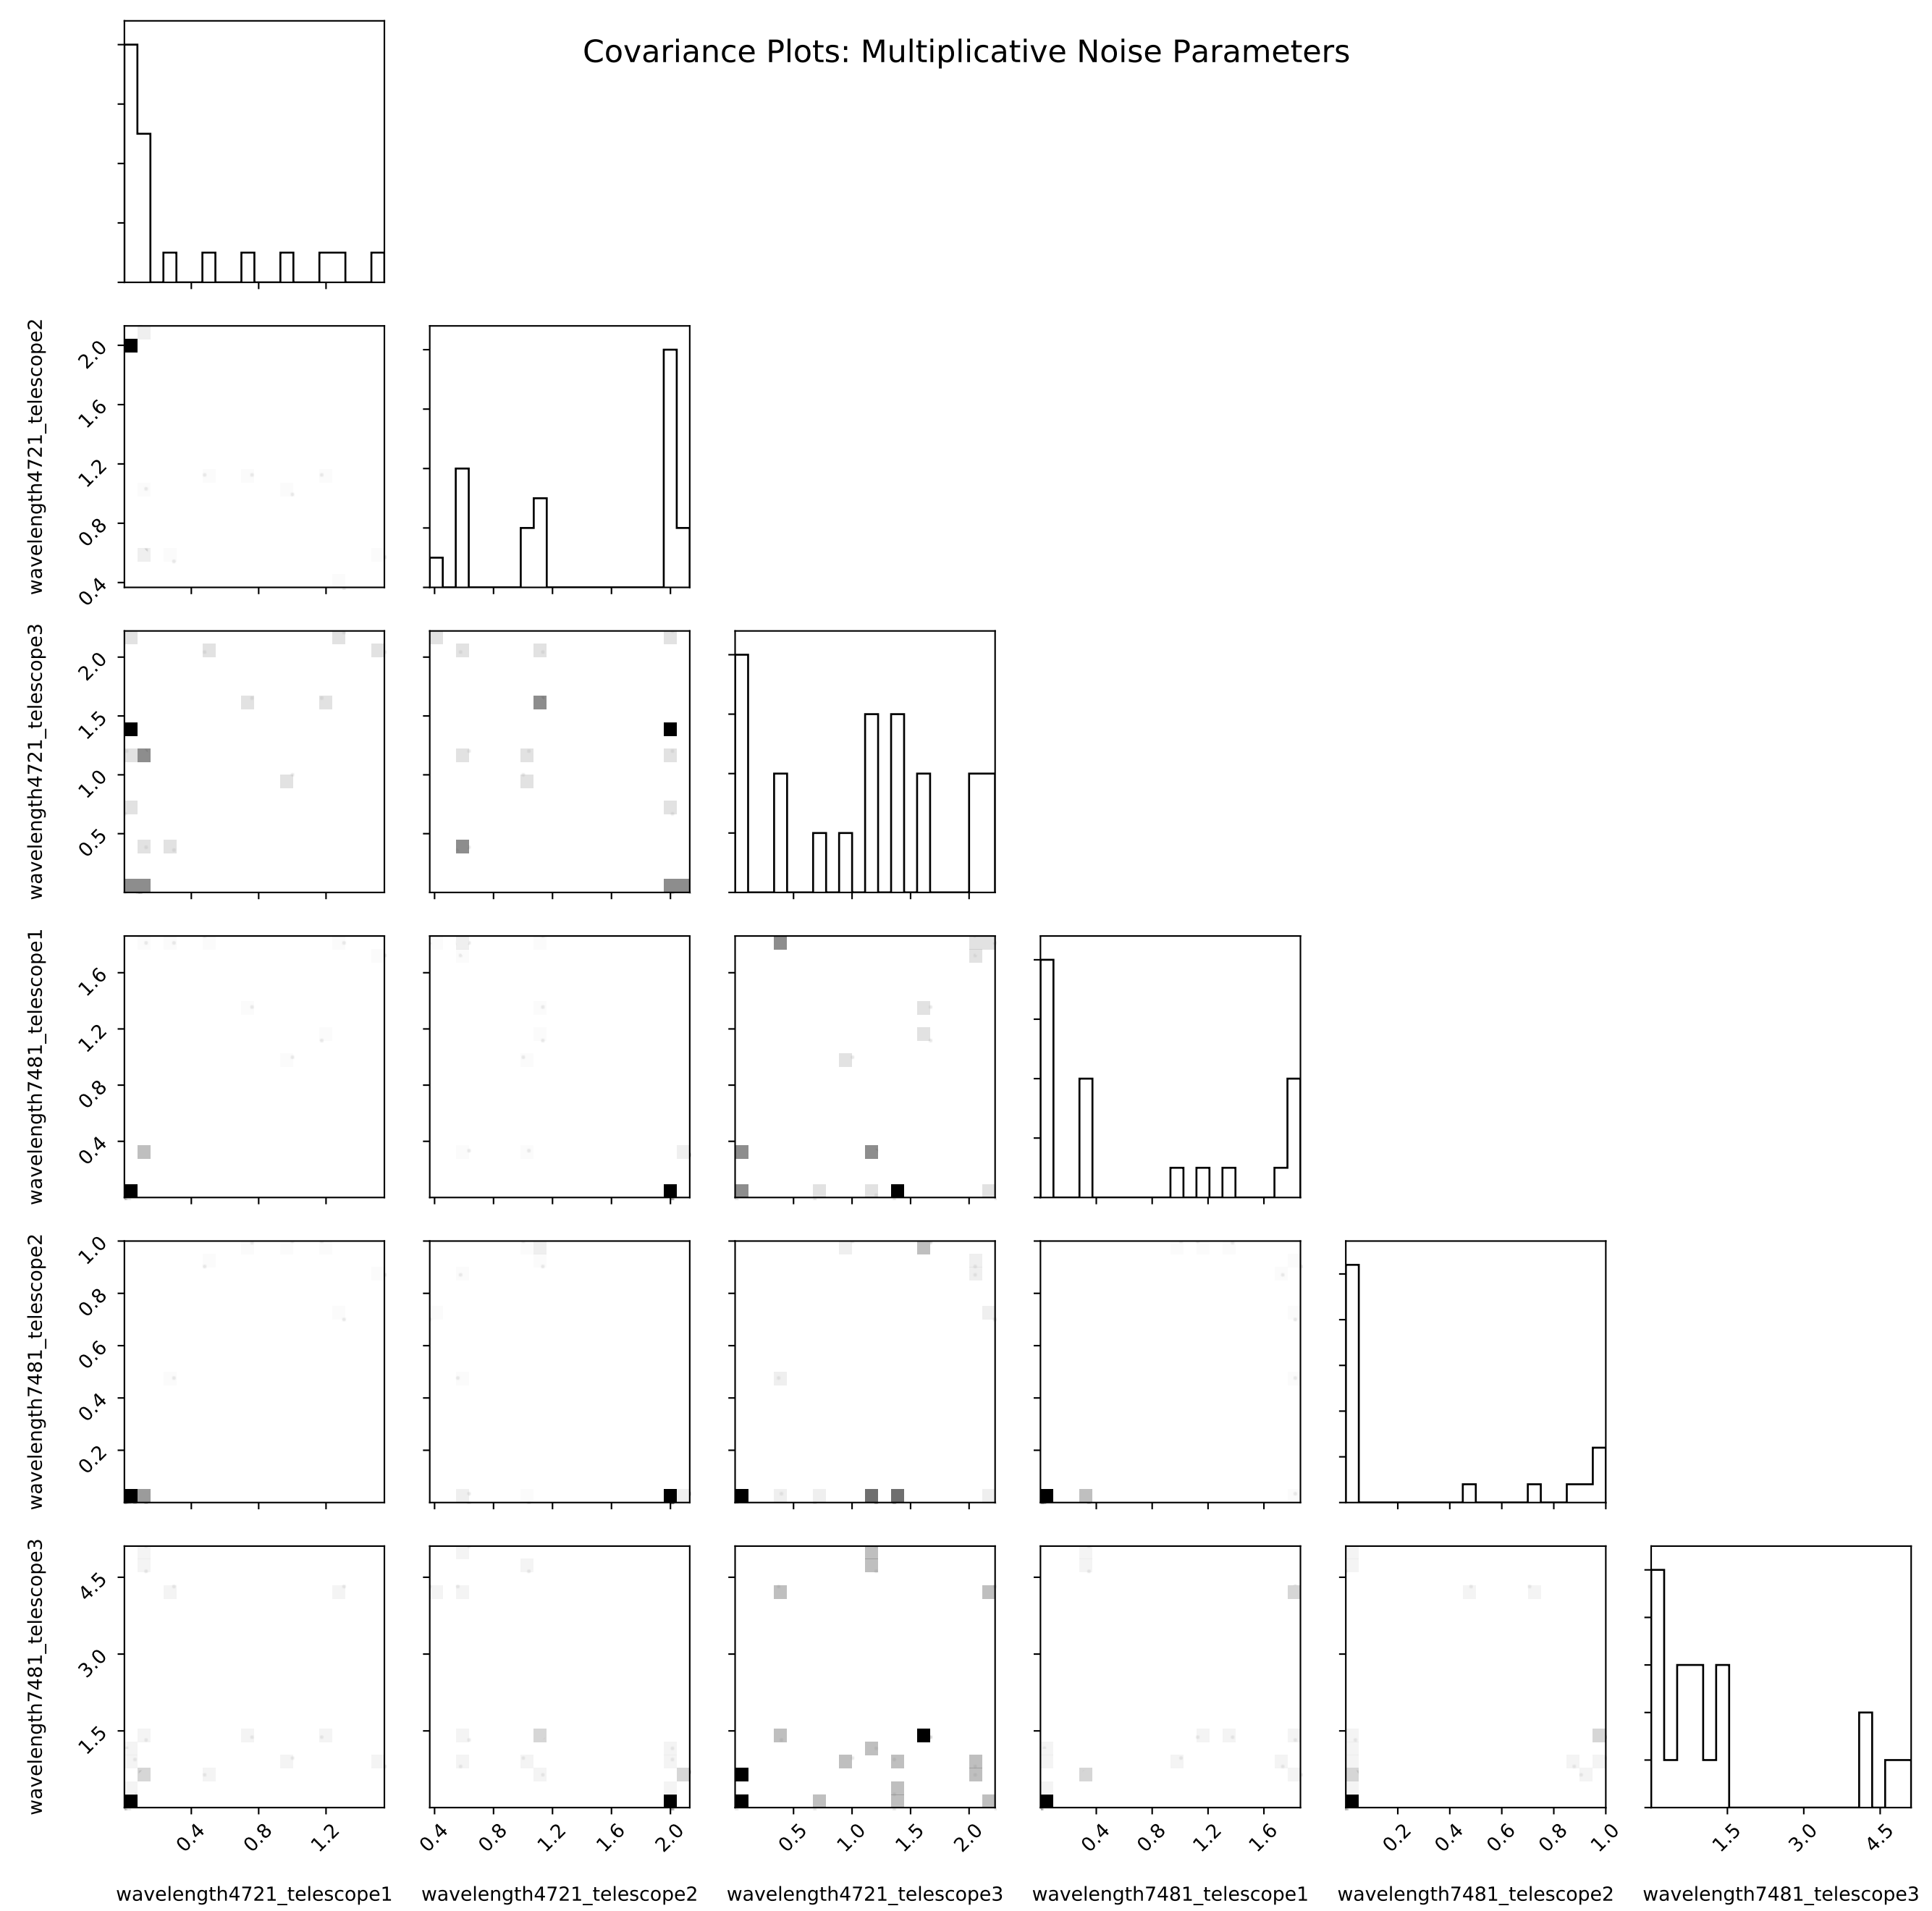 Covariance Plots: Multiplicative Noise Parameters
wavelength4721_telescope2
2.0
1.6
1.2
0.8
0.4
wavelength4721_telescope3
2.0
1.5
1.0
0.5
wavelength7481_telescope1
1.6
1.2
0.8
0.4
wavelength7481_telescope2
1.0
0.8
0.6
0.4
0.2
wavelength7481_telescope3
4.5
3.0
1.5
0.4 0.8 1.2 0.4 0.8 1.2 1.6 2.0 0.5 1.0 1.5 2.0 0.4 0.8 1.2 1.6 0.2 0.4 0.6 0.8 1.0 1.5 3.0 4.5
wavelength4721_telescope1 wavelength4721_telescope2 wavelength4721_telescope3 wavelength7481_telescope1 wavelength7481_telescope2 wavelength7481_telescope3